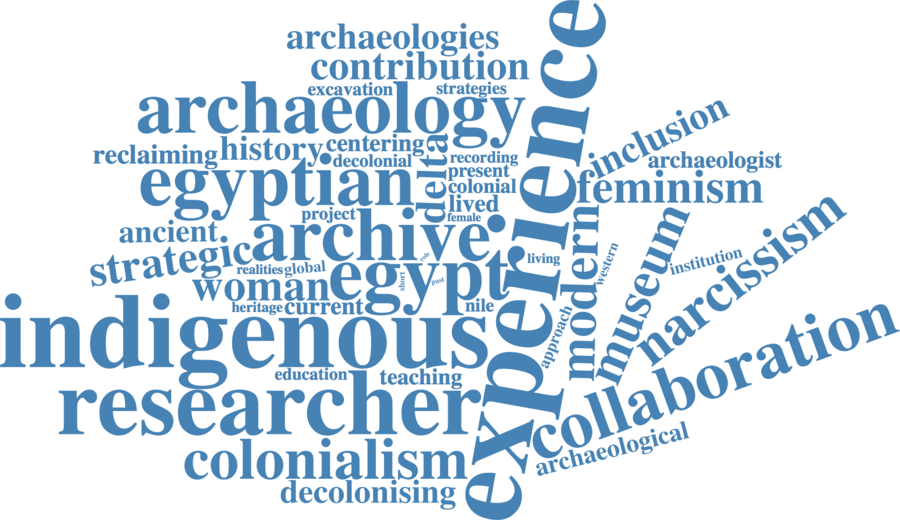 archaeologies
contribution
excavation
strategies
archaeology
experience
inclusion
reclaiming
history
centering
decolonial
delta
recording
archaeologist
present
egyptian
colonial
feminism
lived
project
female
ancient
archive
modern
museum
narcissism
strategic
realities
global
role
living
western
institution
woman
egypt
short
past
heritage
current
nile
indigenous
approach
education
teaching
researcher
collaboration
colonialism
archaeological
decolonising